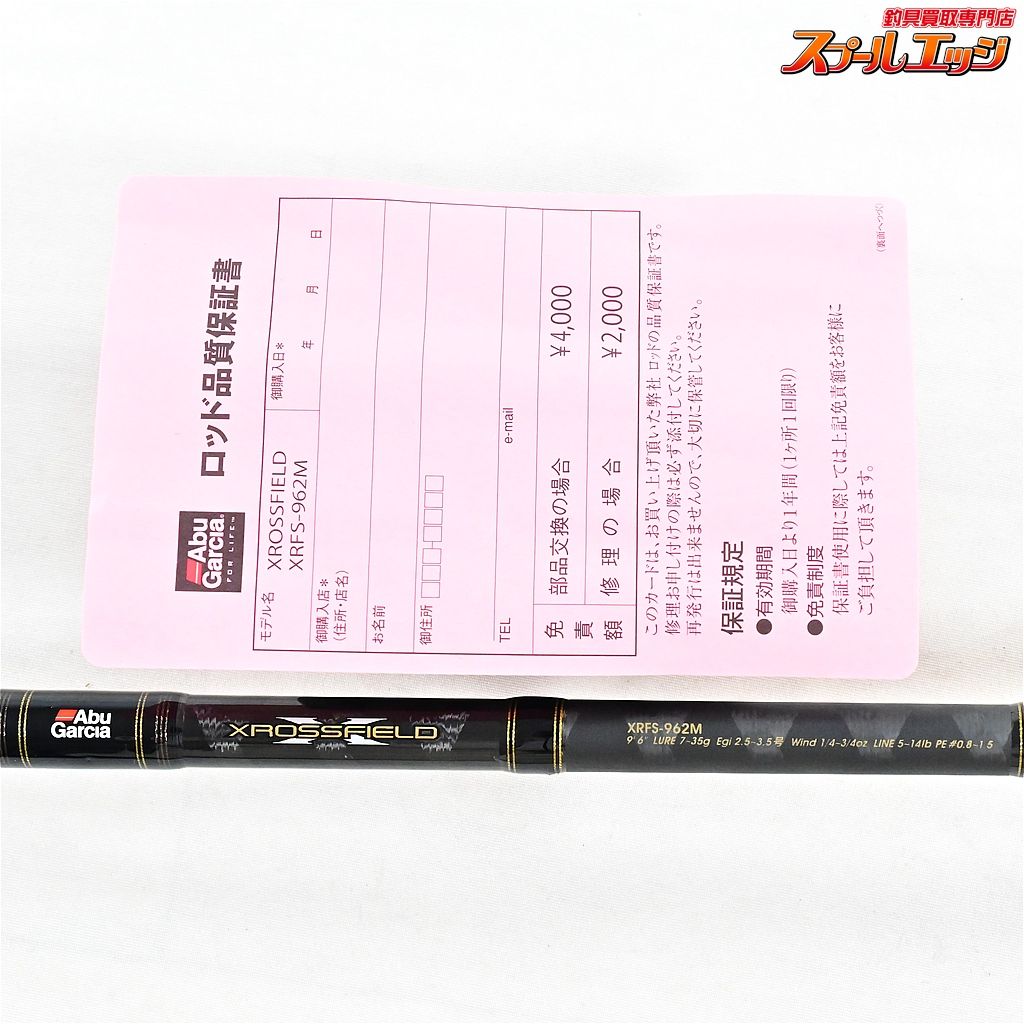 釣具買取専門店
スプールエッジ
Abu
Garcia®
FOR LIFE™
ロッド品質保証書
モデル名
XROSSFIELD
XRFS-962M
御購入日*
年 月 日
御購入店*
(住所・店名)
お名前
御住所
TEL
e-mail
免責額
部品交換の場合 ¥4,000
修理の場合 ¥2,000
このカードは、お買い上げ頂いた弊社 ロッドの品質保証書です。
修理お申し付けの際は必ず添付してください。
再発行は出来ませんので、大切に保管してください。
保証規定
●有効期間
御購入日より1年間(1ヶ所1回限り)
●免責制度
保証書使用に際しては上記免責額をお客様に
ご負担して頂きます。
(裏面へつづく)
Abu
Garcia
XROSSFIELD
XRFS-962M
9'6" LURE 7-35g Egi 2.5-3.5号 Wind 1/4-3/4oz LINE 5-14lb PE#0.8-1.5